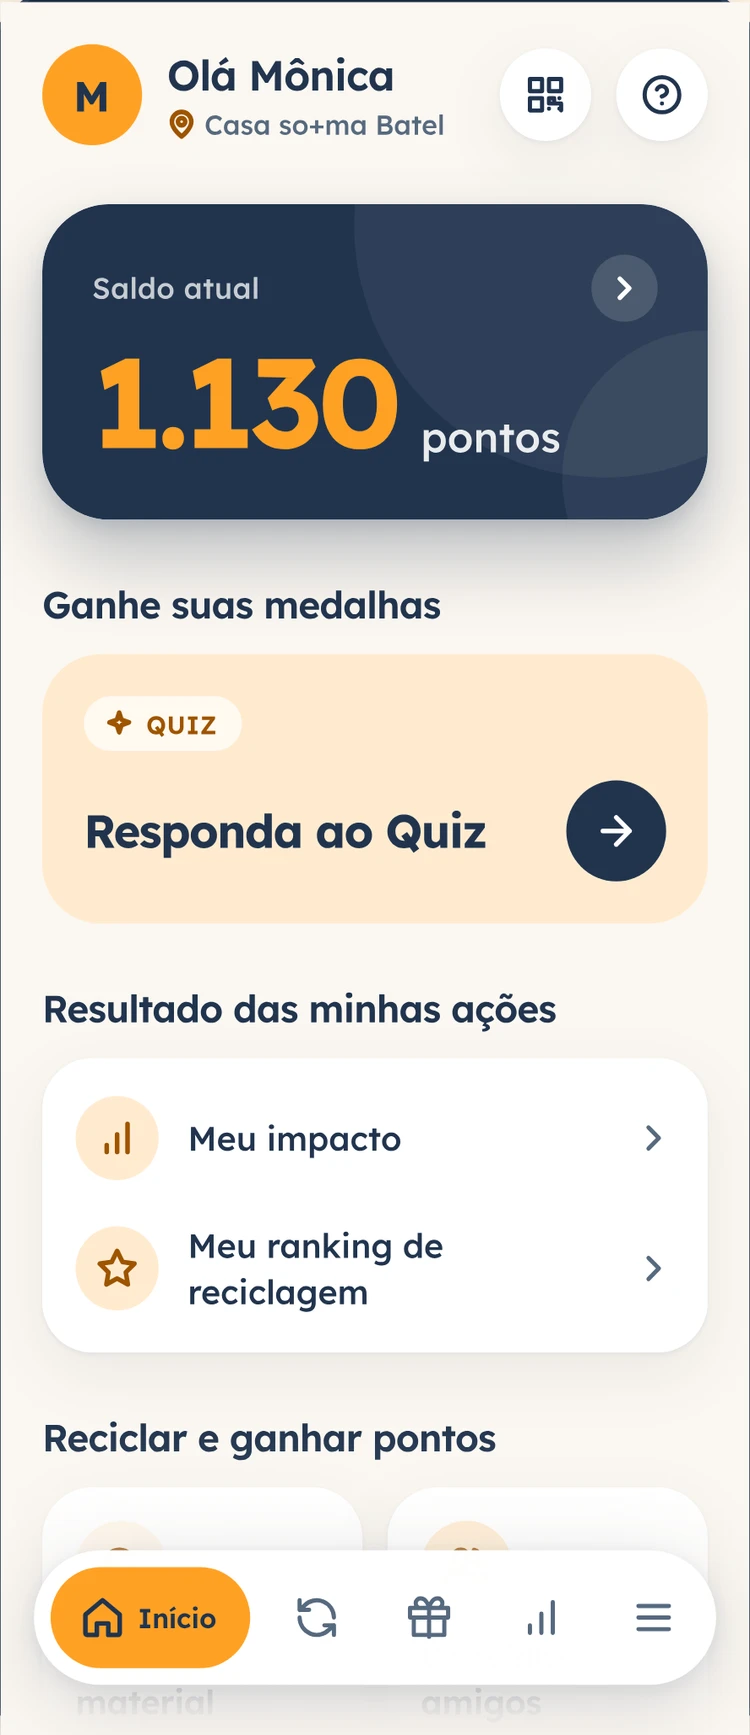 M
Olá Mônica
Casa so+ma Batel
Saldo atual
1.130 pontos
Ganhe suas medalhas
QUIZ
Responda ao Quiz
Resultado das minhas ações
Meu impacto
Meu ranking de
reciclagem
Reciclar e ganhar pontos
Início
material
amigos